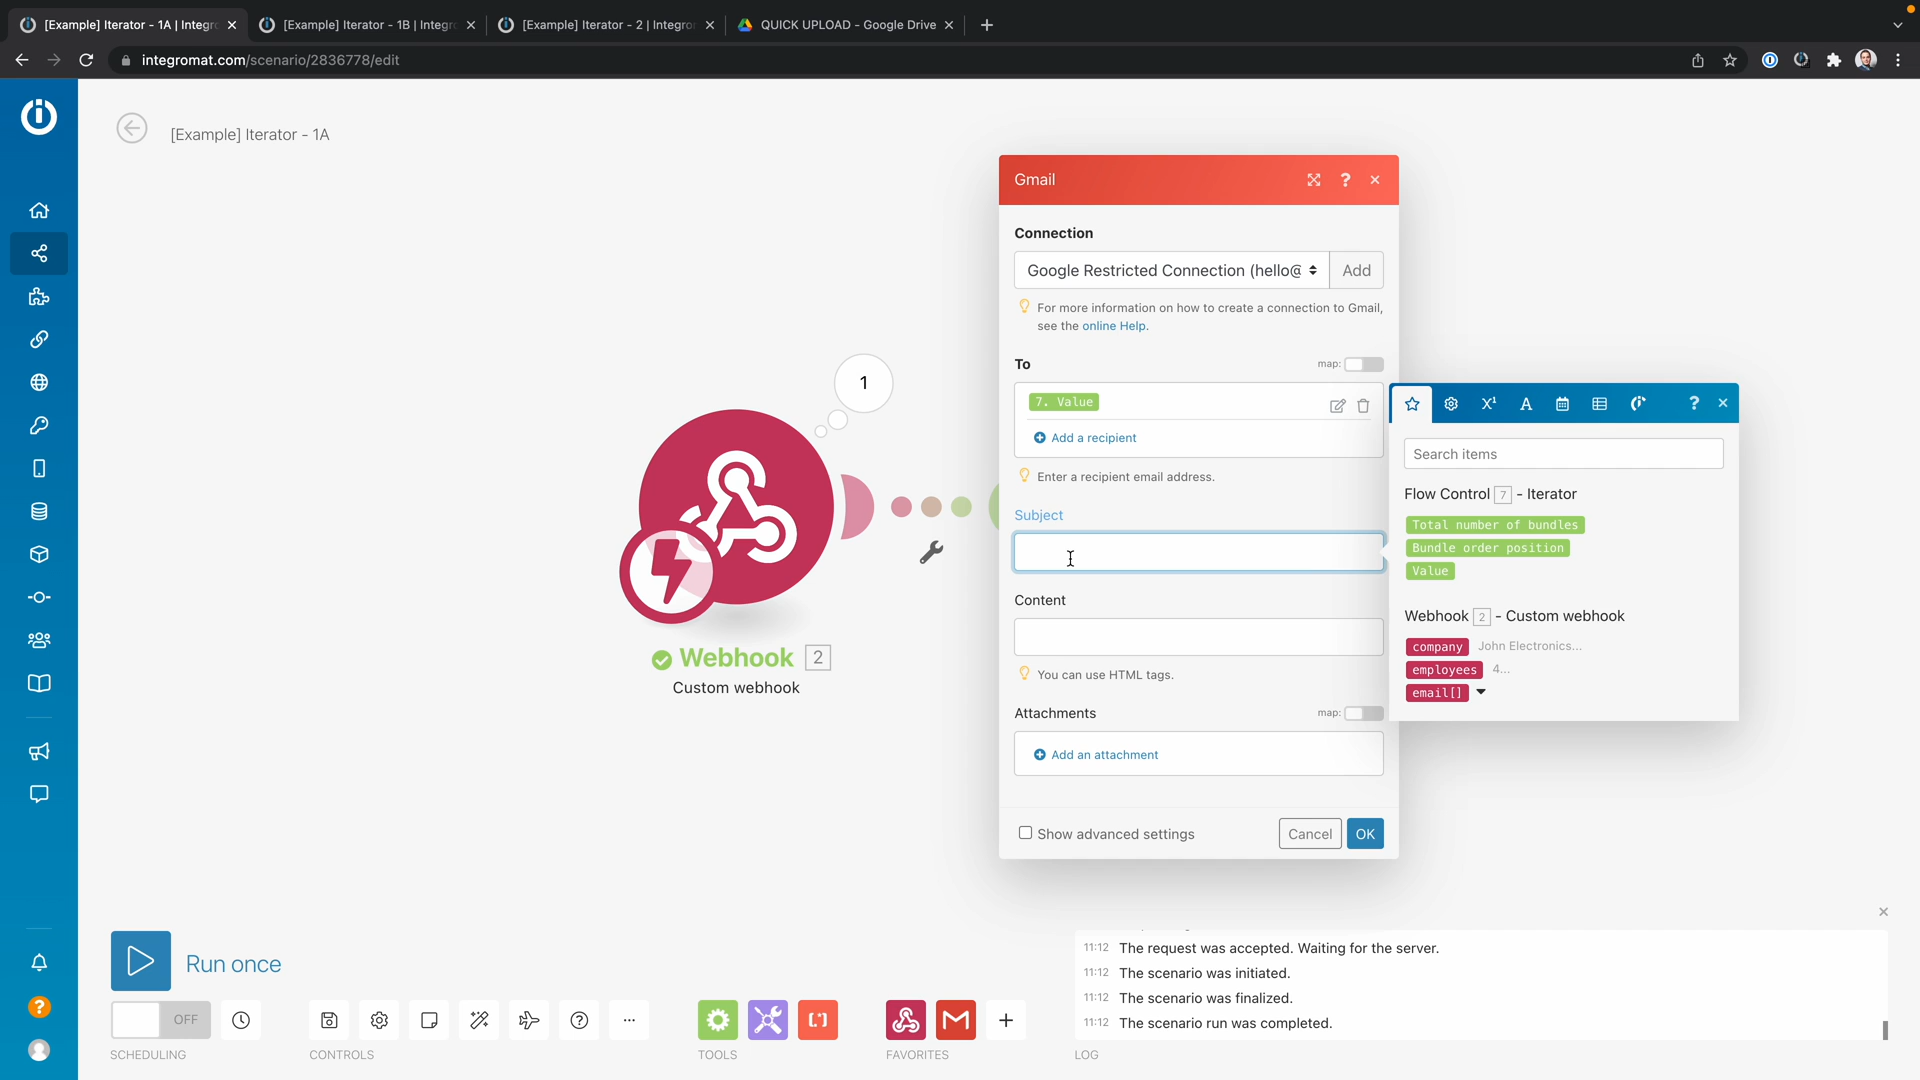 [Example] Iterator - 1A | Integr
[Example] Iterator - 1B | Integr
[Example] Iterator - 2 | Integro
QUICK UPLOAD - Google Drive
integromat.com/scenario/2836778/edit
[Example] Iterator - 1A
Gmail
?
Connection
Google Restricted Connection (hello@
Add
For more information on how to create a connection to Gmail,
see the online Help.
To
map:
7. Value
Add a recipient
Enter a recipient email address.
Subject
Content
You can use HTML tags.
Attachments
map:
Add an attachment
Show advanced settings
Cancel
OK
?
Search items
Flow Control 7 - Iterator
Total number of bundles
Bundle order position
Value
Webhook 2 - Custom webhook
company John Electronics...
employees 4...
email[]
1
Webhook 2
Custom webhook
Run once
OFF
SCHEDULING
CONTROLS
TOOLS
FAVORITES
LOG
11:12 The request was accepted. Waiting for the server.
11:12 The scenario was initiated.
11:12 The scenario was finalized.
11:12 The scenario run was completed.